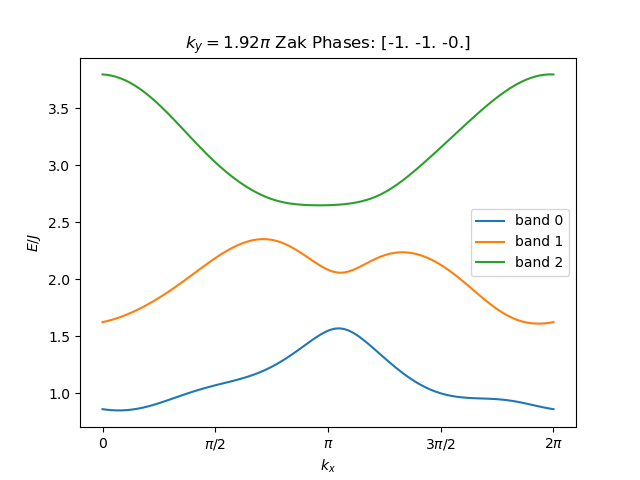 k_y = 1.92π Zak Phases: [-1. -1. -0.]
E/J
3.5
3.0
2.5
2.0
1.5
1.0
band 0
band 1
band 2
0
π/2
π
3π/2
2π
k_x